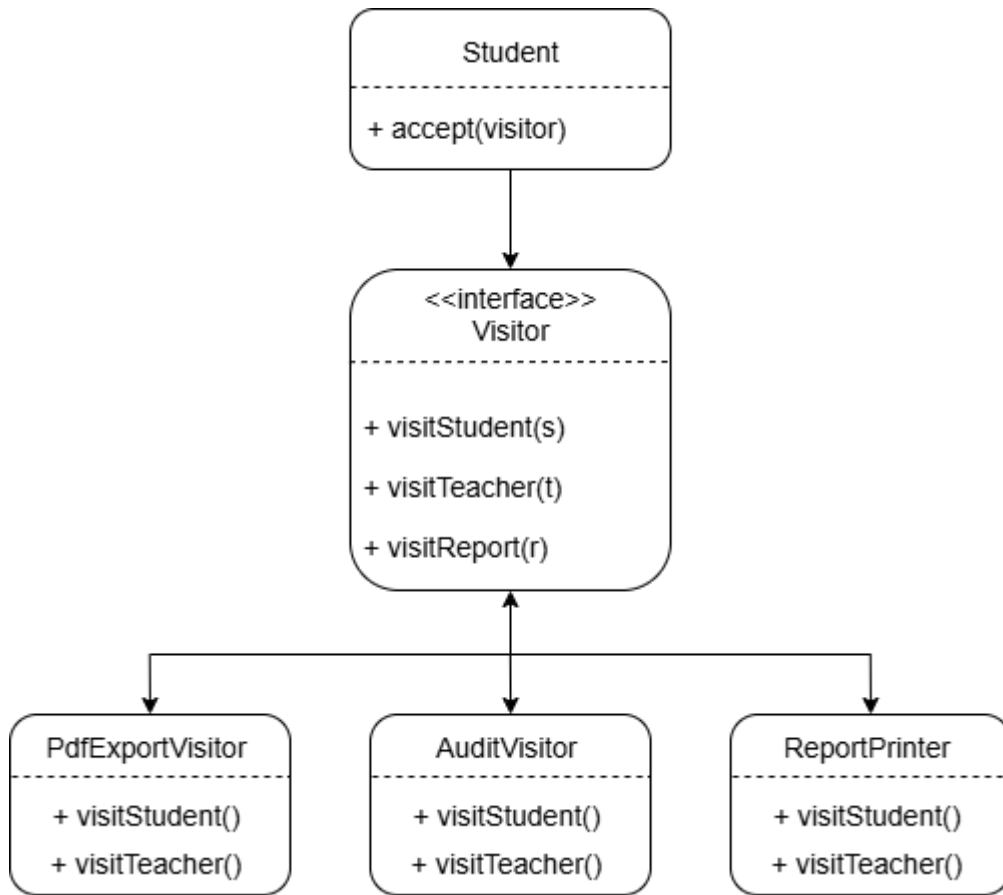 Student
+ accept(visitor)
<<interface>>
Visitor
+ visitStudent(s)
+ visitTeacher(t)
+ visitReport(r)
PdfExportVisitor
+ visitStudent()
+ visitTeacher()
AuditVisitor
+ visitStudent()
+ visitTeacher()
ReportPrinter
+ visitStudent()
+ visitTeacher()